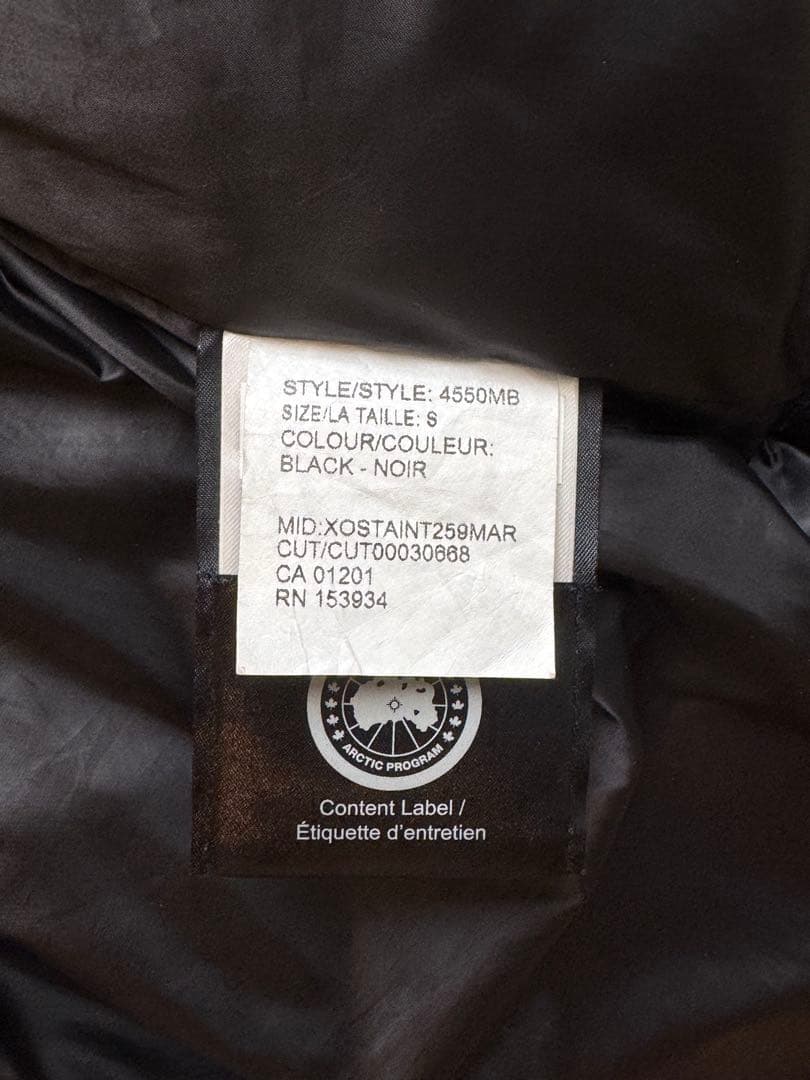 STYLE/STYLE: 4550MB
SIZE/LA TAILLE: S
COLOUR/COULEUR:
BLACK - NOIR
MID:XOSTAINT259MAR
CUT/CUT00030668
CA 01201
RN 153934
ARCTIC PROGRAM
Content Label /
Étiquette d'entretien